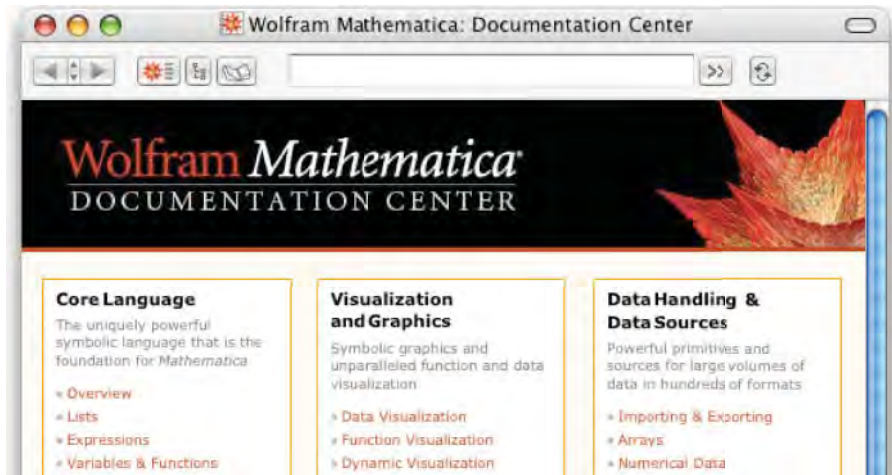 Wolfram Mathematica: Documentation Center
>>
Wolfram Mathematica®
DOCUMENTATION CENTER
Core Language
The uniquely powerful
symbolic language that is the
foundation for Mathematica
» Overview
» Lists
» Expressions
» Variables & Functions
Visualization
and Graphics
Symbolic graphics and
unparalleled function and data
visualization
» Data Visualization
» Function Visualization
» Dynamic Visualization
Data Handling &
Data Sources
Powerful primitives and
sources for large volumes of
data in hundreds of formats
» Importing & Exporting
» Arrays
» Numerical Data